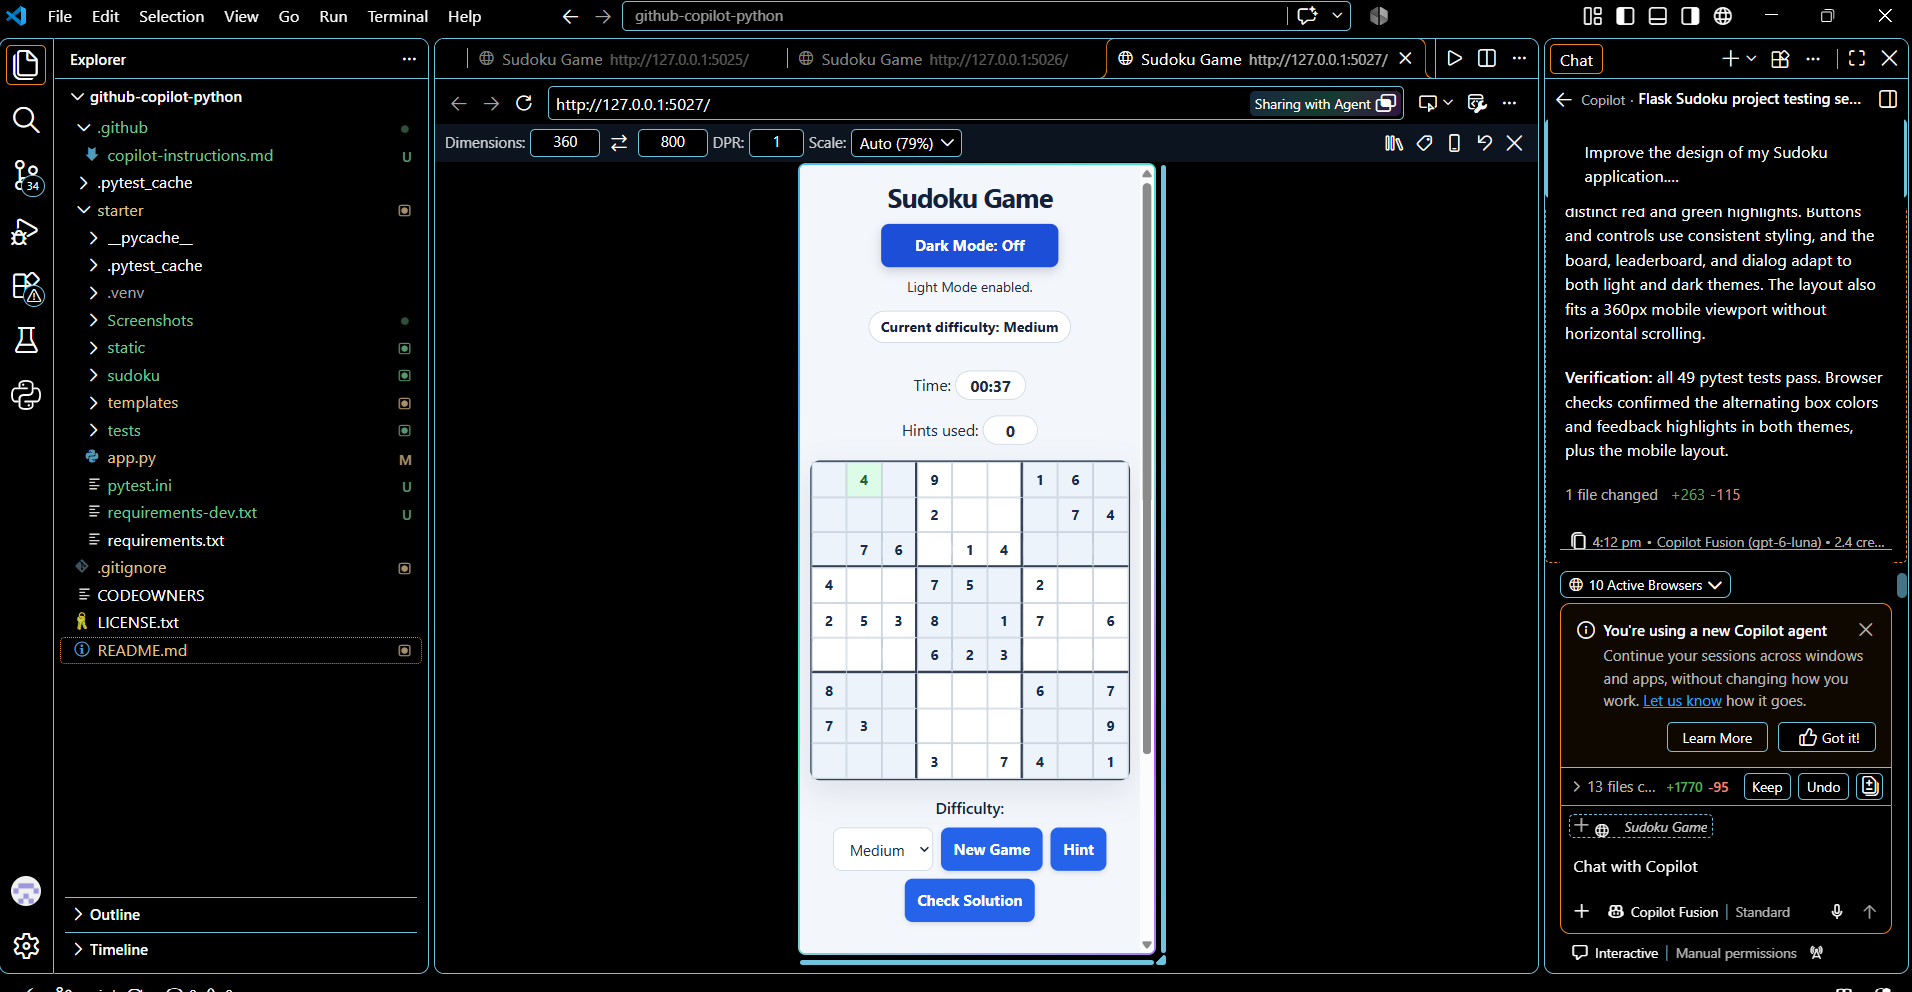 File Edit Selection View Go Run Terminal Help
github-copilot-python
Explorer
github-copilot-python
.github
copilot-instructions.md U
.pytest_cache
starter
__pycache__
.pytest_cache
.venv
Screenshots
static
sudoku
templates
tests
app.py M
pytest.ini U
requirements-dev.txt U
requirements.txt
.gitignore
CODEOWNERS
LICENSE.txt
README.md
Outline
Timeline
34
Sudoku Game http://127.0.0.1:5025/
Sudoku Game http://127.0.0.1:5026/
Sudoku Game http://127.0.0.1:5027/
http://127.0.0.1:5027/
Sharing with Agent
Dimensions: 360 800 DPR: 1 Scale: Auto (79%)
Sudoku Game
Dark Mode: Off
Light Mode enabled.
Current difficulty: Medium
Time: 00:37
Hints used: 0
4 9 1 6
2 7 4
7 6 1 4
4 7 5 2
2 5 3 8 1 7 6
6 2 3
8 6 7
7 3 9
3 7 4 1
Difficulty:
Medium New Game Hint
Check Solution
Chat
Copilot · Flask Sudoku project testing se...
Improve the design of my Sudoku
application....
distinct red and green highlights. Buttons
and controls use consistent styling, and the
board, leaderboard, and dialog adapt to
both light and dark themes. The layout also
fits a 360px mobile viewport without
horizontal scrolling.
Verification: all 49 pytest tests pass. Browser
checks confirmed the alternating box colors
and feedback highlights in both themes,
plus the mobile layout.
1 file changed +263 -115
4:12 pm • Copilot Fusion (gpt-6-luna) • 2.4 cre...
10 Active Browsers
You're using a new Copilot agent
Continue your sessions across windows
and apps, without changing how you
work. Let us know how it goes.
Learn More Got it!
13 files c... +1770 -95 Keep Undo
Sudoku Game
Chat with Copilot
Copilot Fusion Standard
Interactive Manual permissions